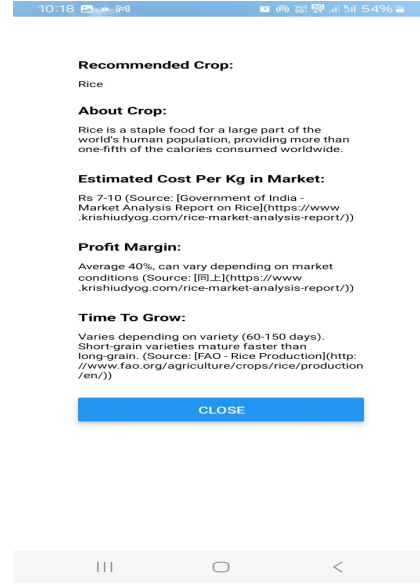 10:18
54%
Recommended Crop:
Rice
About Crop:
Rice is a staple food for a large part of the
world's human population, providing more than
one-fifth of the calories consumed worldwide.
Estimated Cost Per Kg in Market:
Rs 7-10 (Source: [Government of India -
Market Analysis Report on Rice](https://www
.krishiudyog.com/rice-market-analysis-report/))
Profit Margin:
Average 40%, can vary depending on market
conditions (Source: [同上](https://www
.krishiudyog.com/rice-market-analysis-report/))
Time To Grow:
Varies depending on variety (60-150 days).
Short-grain varieties mature faster than
long-grain. (Source: [FAO - Rice Production](http:
//www.fao.org/agriculture/crops/rice/production
/en/))
CLOSE